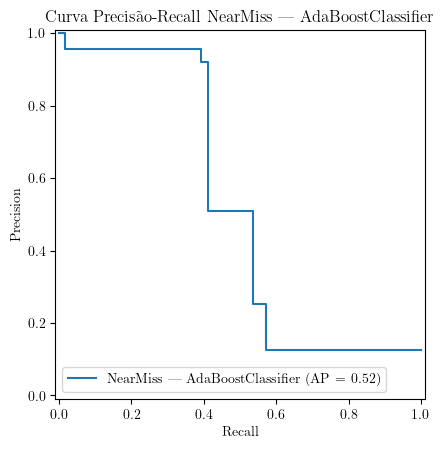 Curva Precisão-Recall NearMiss — AdaBoostClassifier
1.0
0.8
0.6
0.4
0.2
0.0
Precision
NearMiss — AdaBoostClassifier (AP = 0.52)
0.0 0.2 0.4 0.6 0.8 1.0
Recall